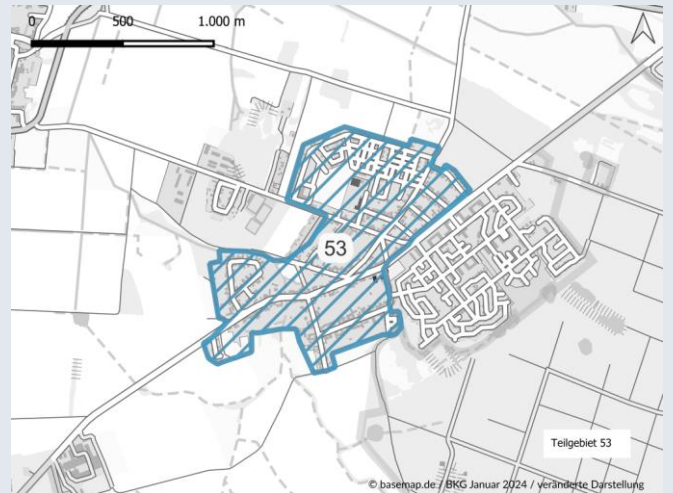 0 500 1.000 m
53
Teilgebiet 53
© basemap.de / BKG Januar 2024 / veränderte Darstellung